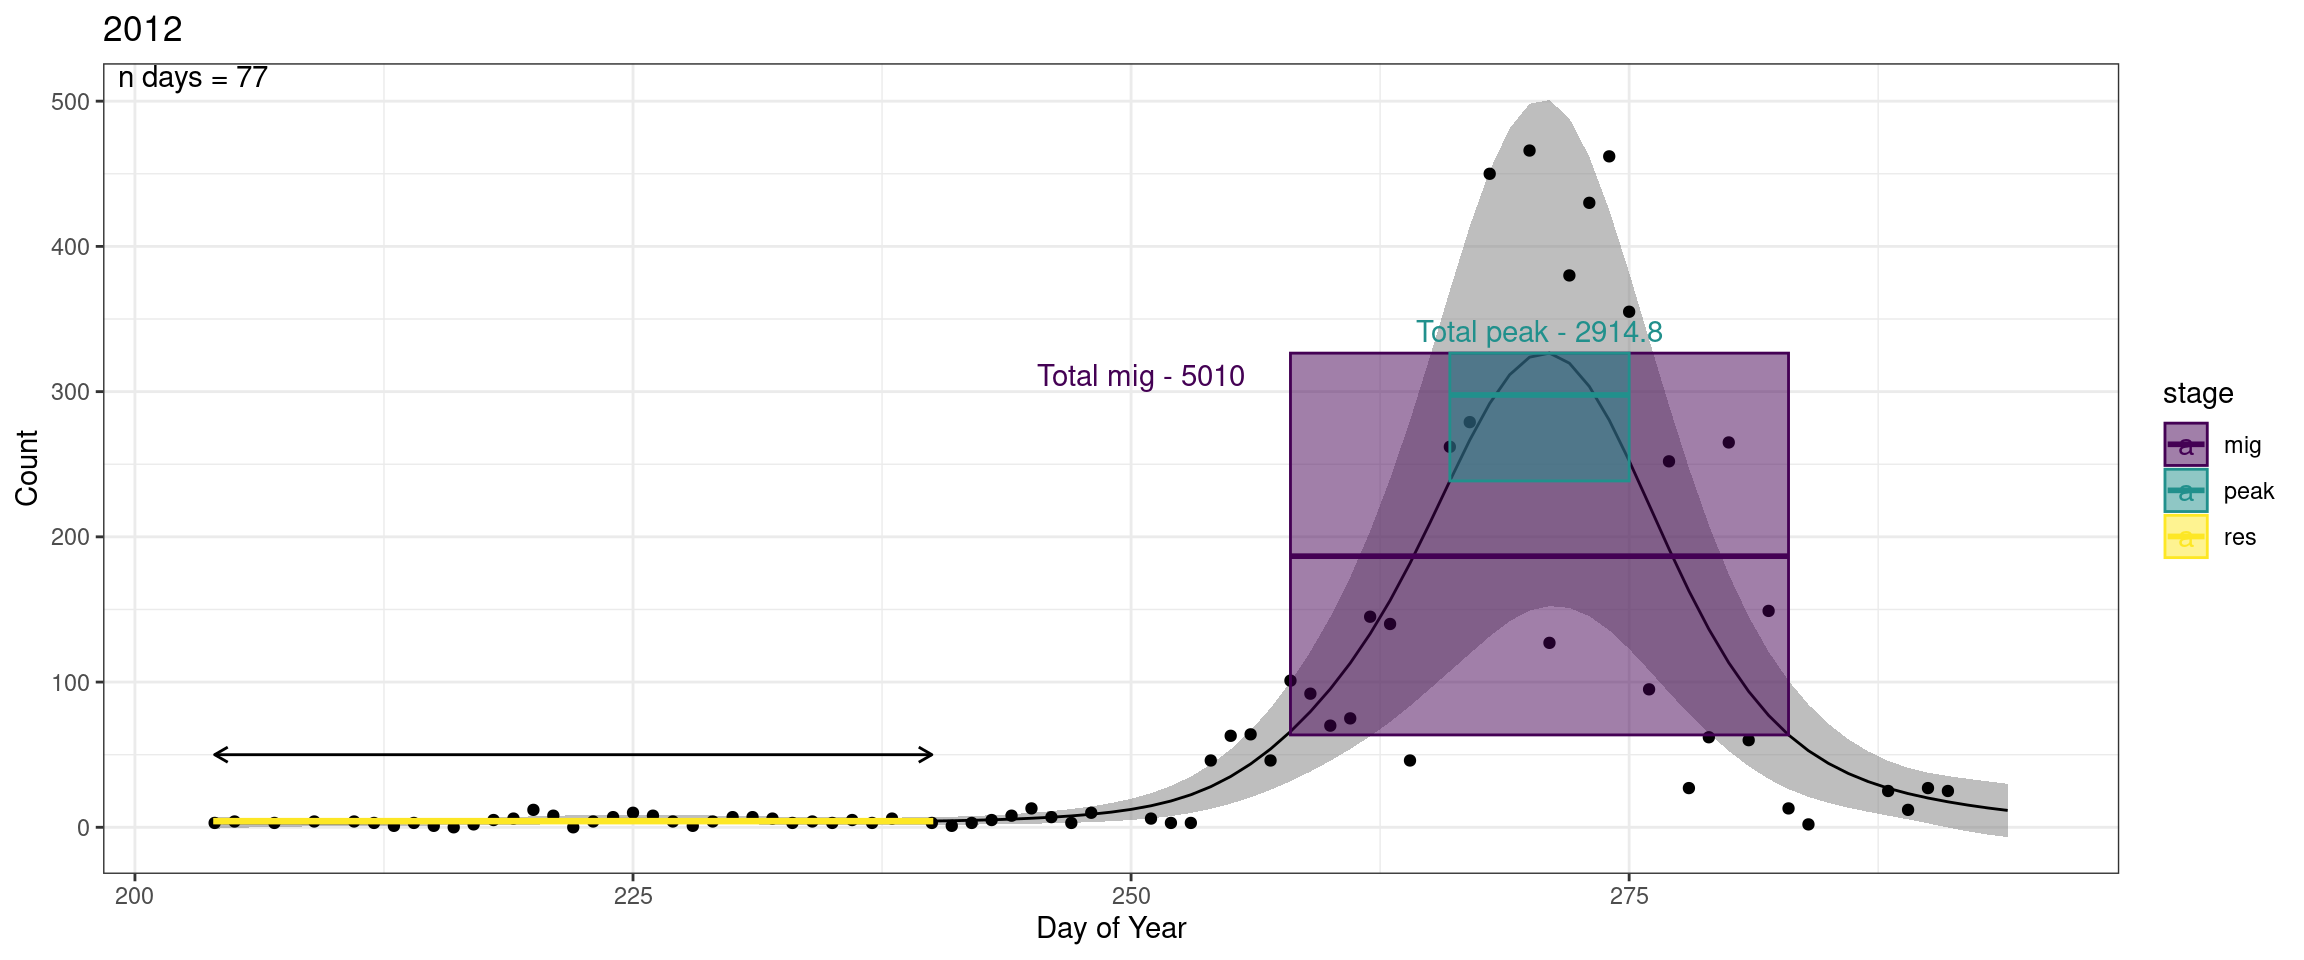 2012
n days = 77
500
400
300
200
100
0
Count
Total peak - 2914.8
Total mig - 5010
200
225
250
275
Day of Year
stage
a mig
a peak
a res